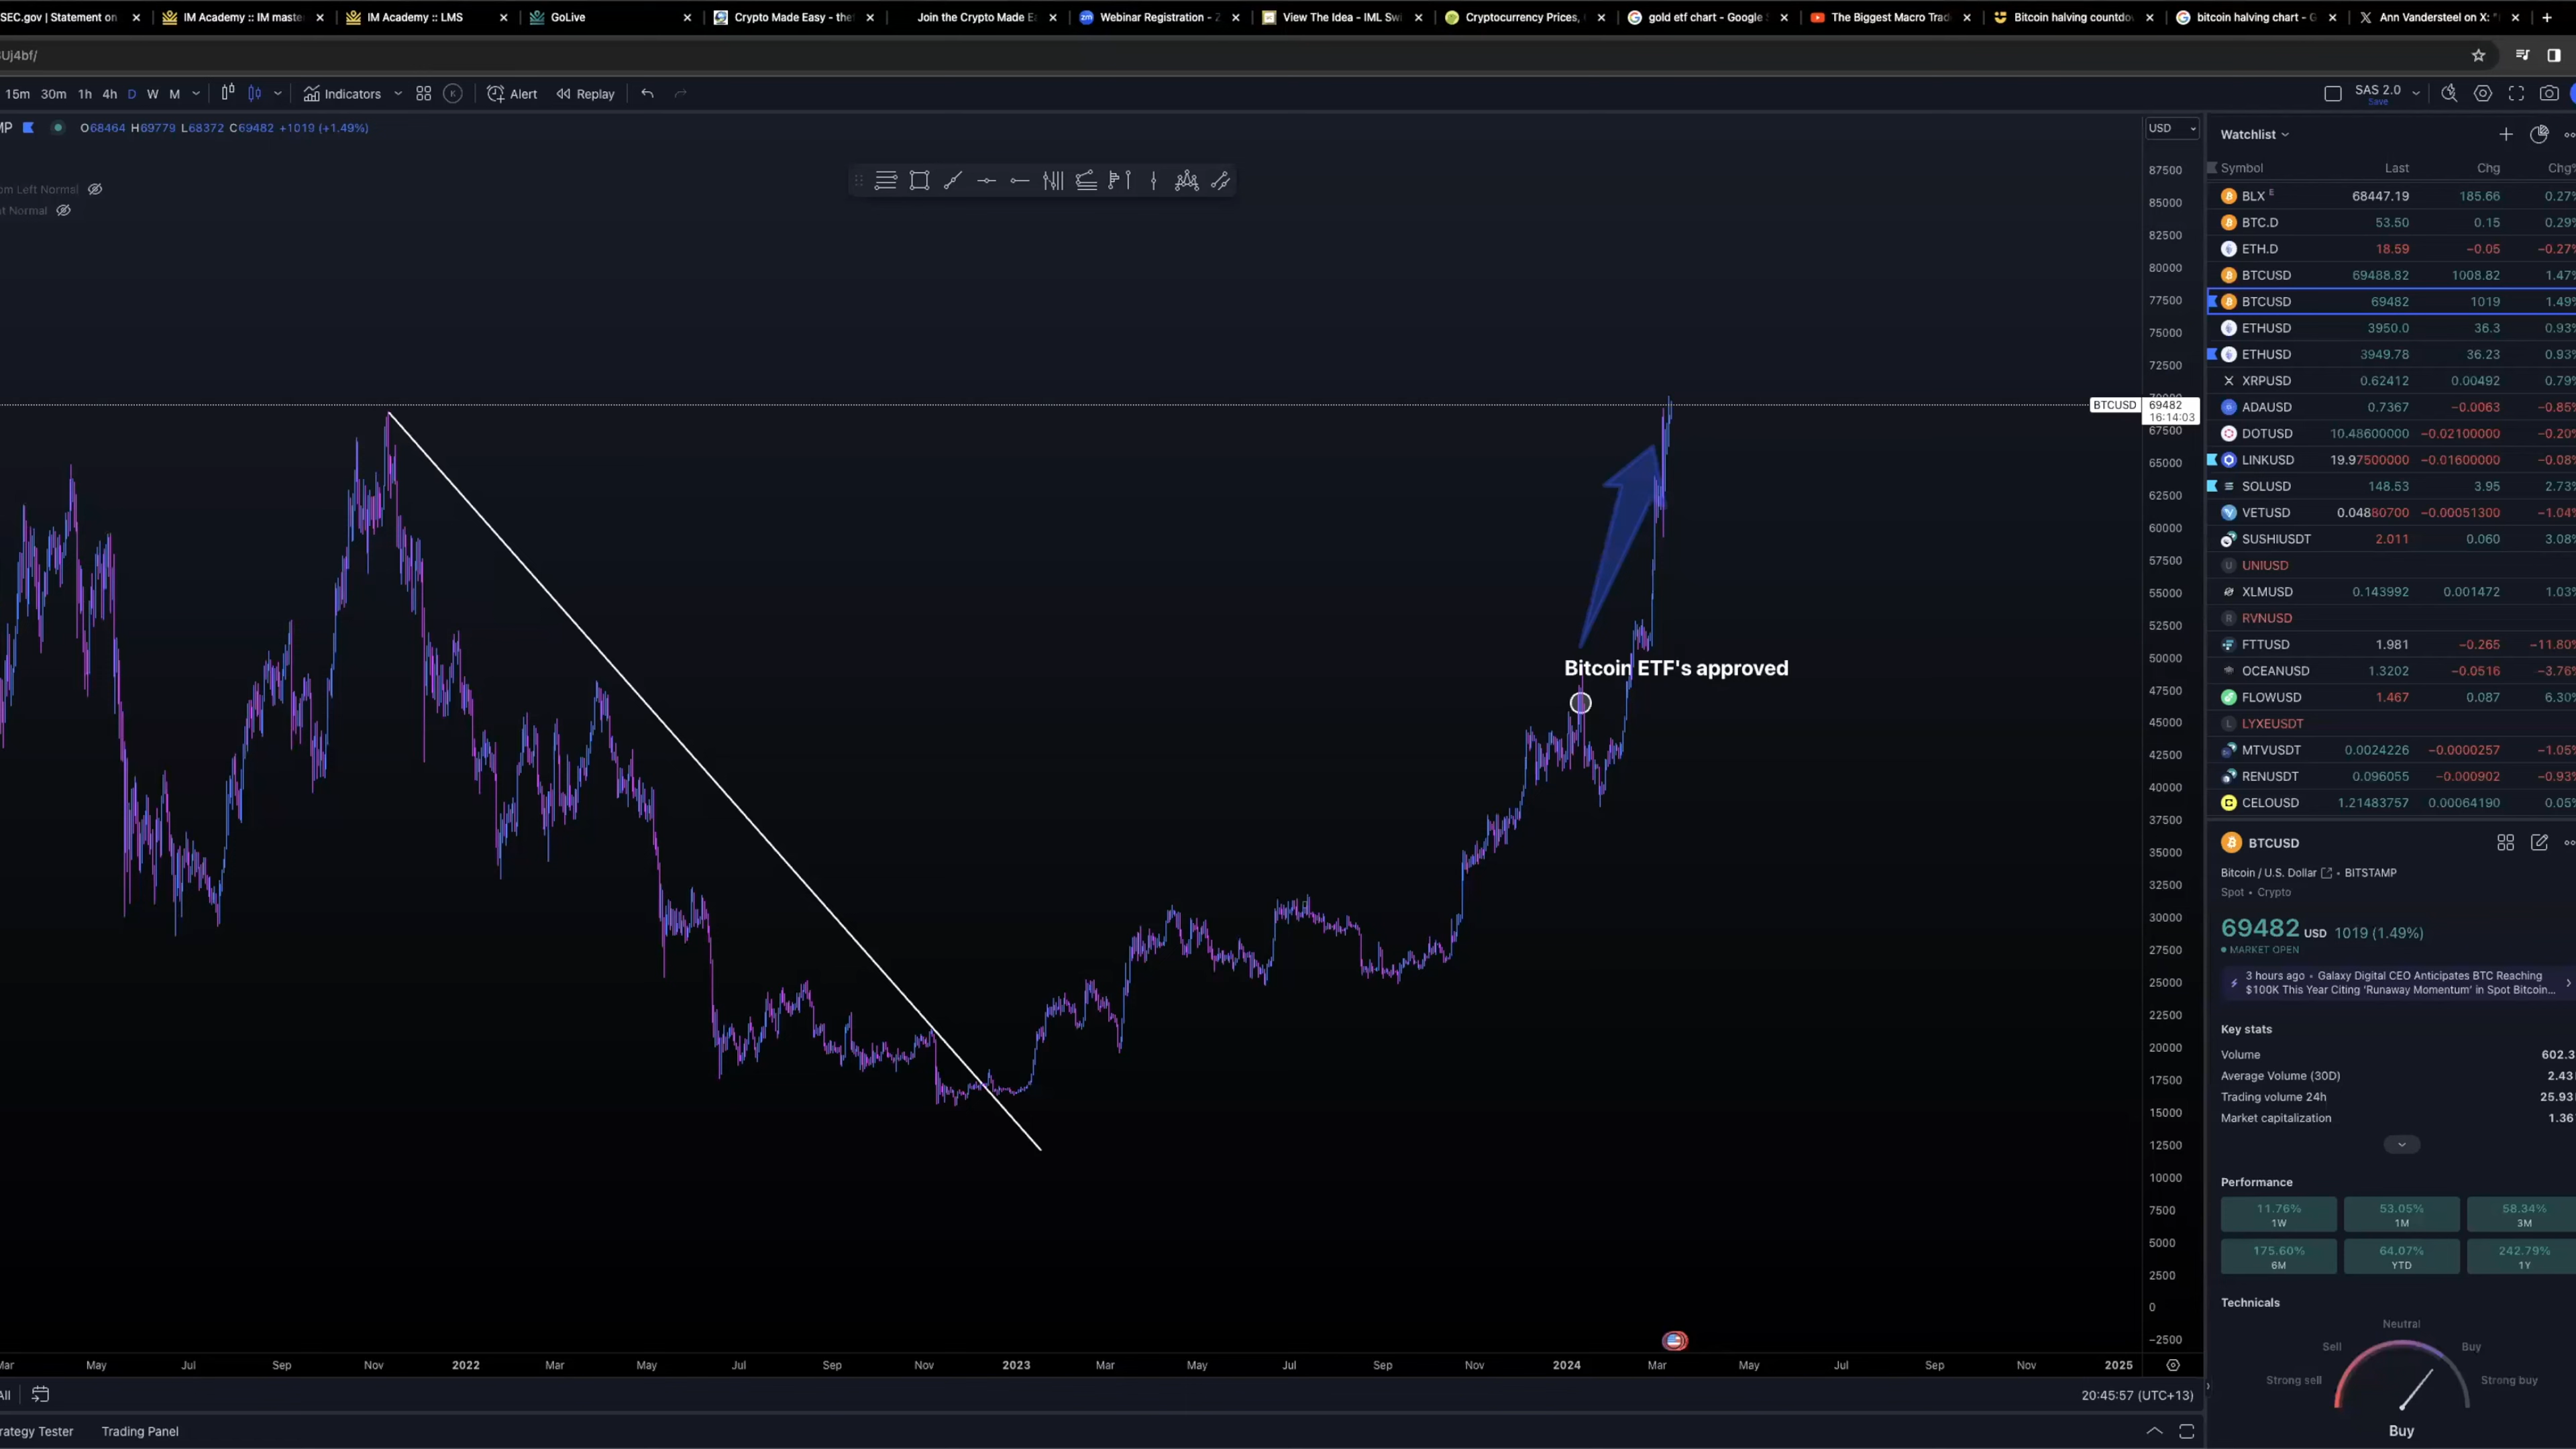 SEC.gov | Statement on
IM Academy :: IM maste
IM Academy :: LMS
GoLive
Crypto Made Easy - the
Join the Crypto Made E
Webinar Registration - Z
View The Idea - IML Swi
Cryptocurrency Prices,
gold etf chart - Google S
The Biggest Macro Trad
Bitcoin halving countdo
bitcoin halving chart - G
Ann Vandersteel on X: "
Uj4bf/
15m 30m 1h 4h D W M Indicators Alert Replay
SAS 2.0
Save
MP O68464 H69779 L68372 C69482 +1019 (+1.49%)
USD
om Left Normal
t Normal
87500
85000
82500
80000
77500
75000
72500
BTCUSD 69482
16:14:03
67500
65000
62500
60000
57500
55000
52500
50000
47500
45000
42500
40000
37500
35000
32500
30000
27500
25000
22500
20000
17500
15000
12500
10000
7500
5000
2500
0
−2500
Bitcoin ETF's approved
Mar May Jul Sep Nov 2022 Mar May Jul Sep Nov 2023 Mar May Jul Sep Nov 2024 Mar May Jul Sep Nov 2025
All
20:45:57 (UTC+13)
rategy Tester Trading Panel
Watchlist
Symbol Last Chg Chg%
BLX E 68447.19 185.66 0.27%
BTC.D 53.50 0.15 0.29%
ETH.D 18.59 −0.05 −0.27%
BTCUSD 69488.82 1008.82 1.47%
BTCUSD 69482 1019 1.49%
ETHUSD 3950.0 36.3 0.93%
ETHUSD 3949.78 36.23 0.93%
XRPUSD 0.62412 0.00492 0.79%
ADAUSD 0.7367 −0.0063 −0.85%
DOTUSD 10.48600000 −0.02100000 −0.20%
LINKUSD 19.97500000 −0.01600000 −0.08%
SOLUSD 148.53 3.95 2.73%
VETUSD 0.04880700 −0.00051300 −1.04%
SUSHIUSDT 2.011 0.060 3.08%
UNIUSD
XLMUSD 0.143992 0.001472 1.03%
RVNUSD
FTTUSD 1.981 −0.265 −11.80%
OCEANUSD 1.3202 −0.0516 −3.76%
FLOWUSD 1.467 0.087 6.30%
LYXEUSDT
MTVUSDT 0.0024226 −0.0000257 −1.05%
RENUSDT 0.096055 −0.000902 −0.93%
CELOUSD 1.21483757 0.00064190 0.05%
BTCUSD
Bitcoin / U.S. Dollar • BITSTAMP
Spot • Crypto
69482 USD 1019 (1.49%)
MARKET OPEN
3 hours ago • Galaxy Digital CEO Anticipates BTC Reaching
$100K This Year Citing 'Runaway Momentum' in Spot Bitcoin...
Key stats
Volume 602.3
Average Volume (30D) 2.43
Trading volume 24h 25.93
Market capitalization 1.36
Performance
11.76% 53.05% 58.34%
1W 1M 3M
175.60% 64.07% 242.79%
6M YTD 1Y
Technicals
Neutral
Sell Buy
Strong sell Strong buy
Buy